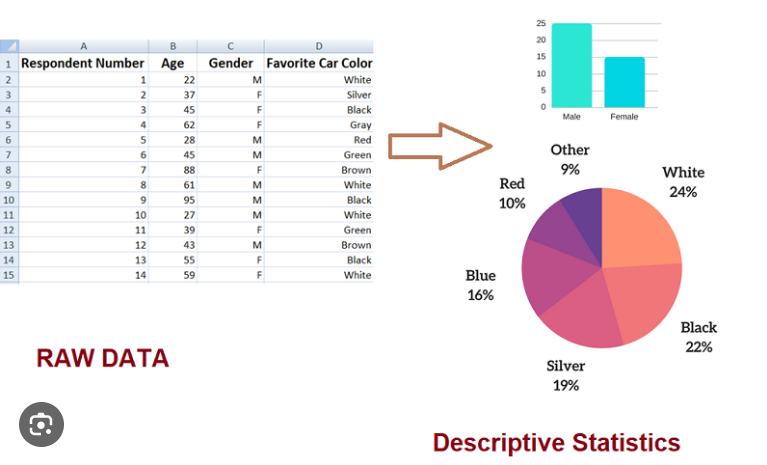 A B C D
1 Respondent Number Age Gender Favorite Car Color
2 1 22 M White
3 2 37 F Silver
4 3 45 F Black
5 4 62 F Gray
6 5 28 M Red
7 6 45 M Green
8 7 88 F Brown
9 8 61 M White
10 9 95 M Black
11 10 27 M White
12 11 39 F Green
13 12 43 M Brown
14 13 55 F Black
15 14 59 F White
RAW DATA
25
20
15
10
5
0
Male Female
Other
9%
White
24%
Red
10%
Blue
16%
Black
22%
Silver
19%
Descriptive Statistics